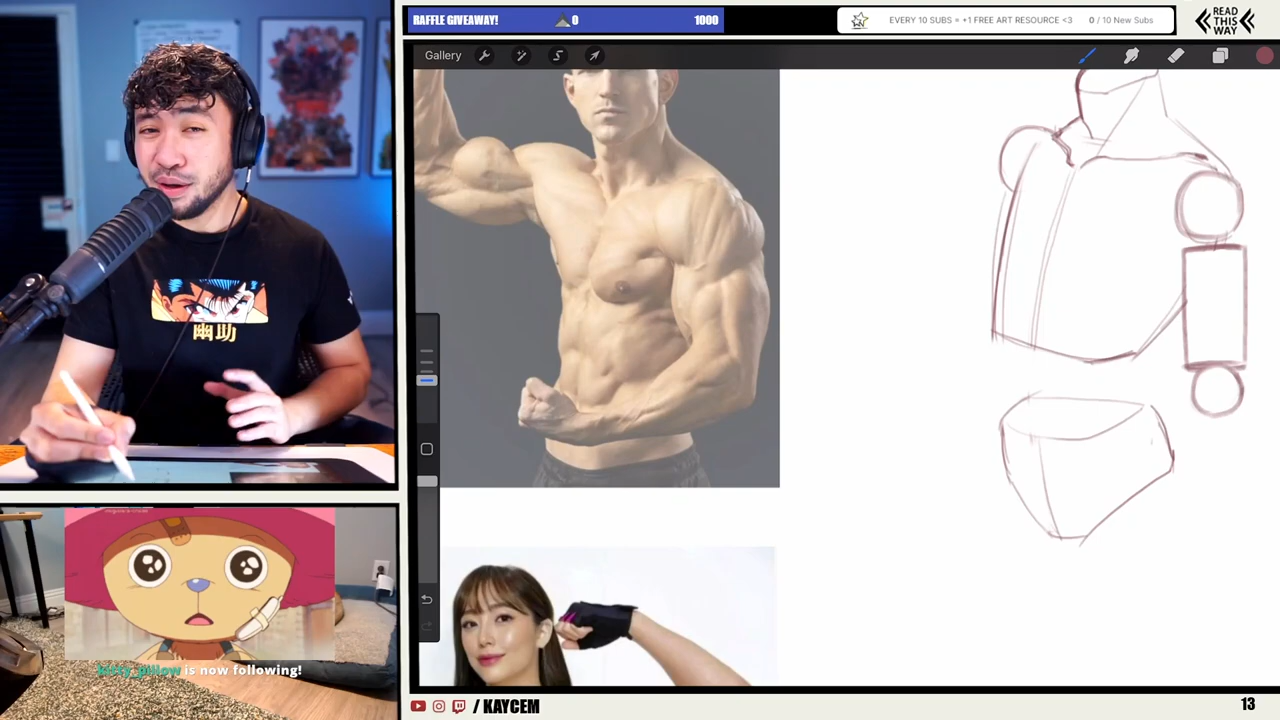 RAFFLE GIVEAWAY!
0
1000
EVERY 10 SUBS = +1 FREE ART RESOURCE <3
0 / 10 New Subs
READ
THIS
WAY
Gallery
幽助
kitty_pillow is now following!
/ KAYCEM
13